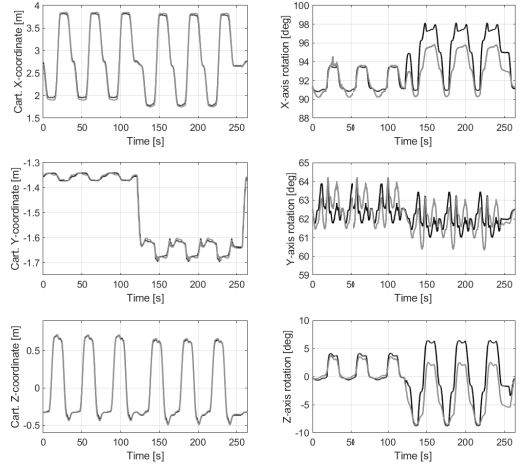 4
3.5
3
2.5
2
1.5
Cart. X-coordinate [m]
0 50 100 150 200 250
Time [s]
100
98
96
94
92
90
88
X-axis rotation [deg]
0 50 100 150 200 250
Time [s]
-1.3
-1.4
-1.5
-1.6
-1.7
Cart. Y-coordinate [m]
0 50 100 150 200 250
Time [s]
65
64
63
62
61
60
59
Y-axis rotation [deg]
0 50 100 150 200 250
Time [s]
0.5
0
-0.5
Cart. Z-coordinate [m]
0 50 100 150 200 250
Time [s]
10
5
0
-5
-10
Z-axis rotation [deg]
0 50 100 150 200 250
Time [s]